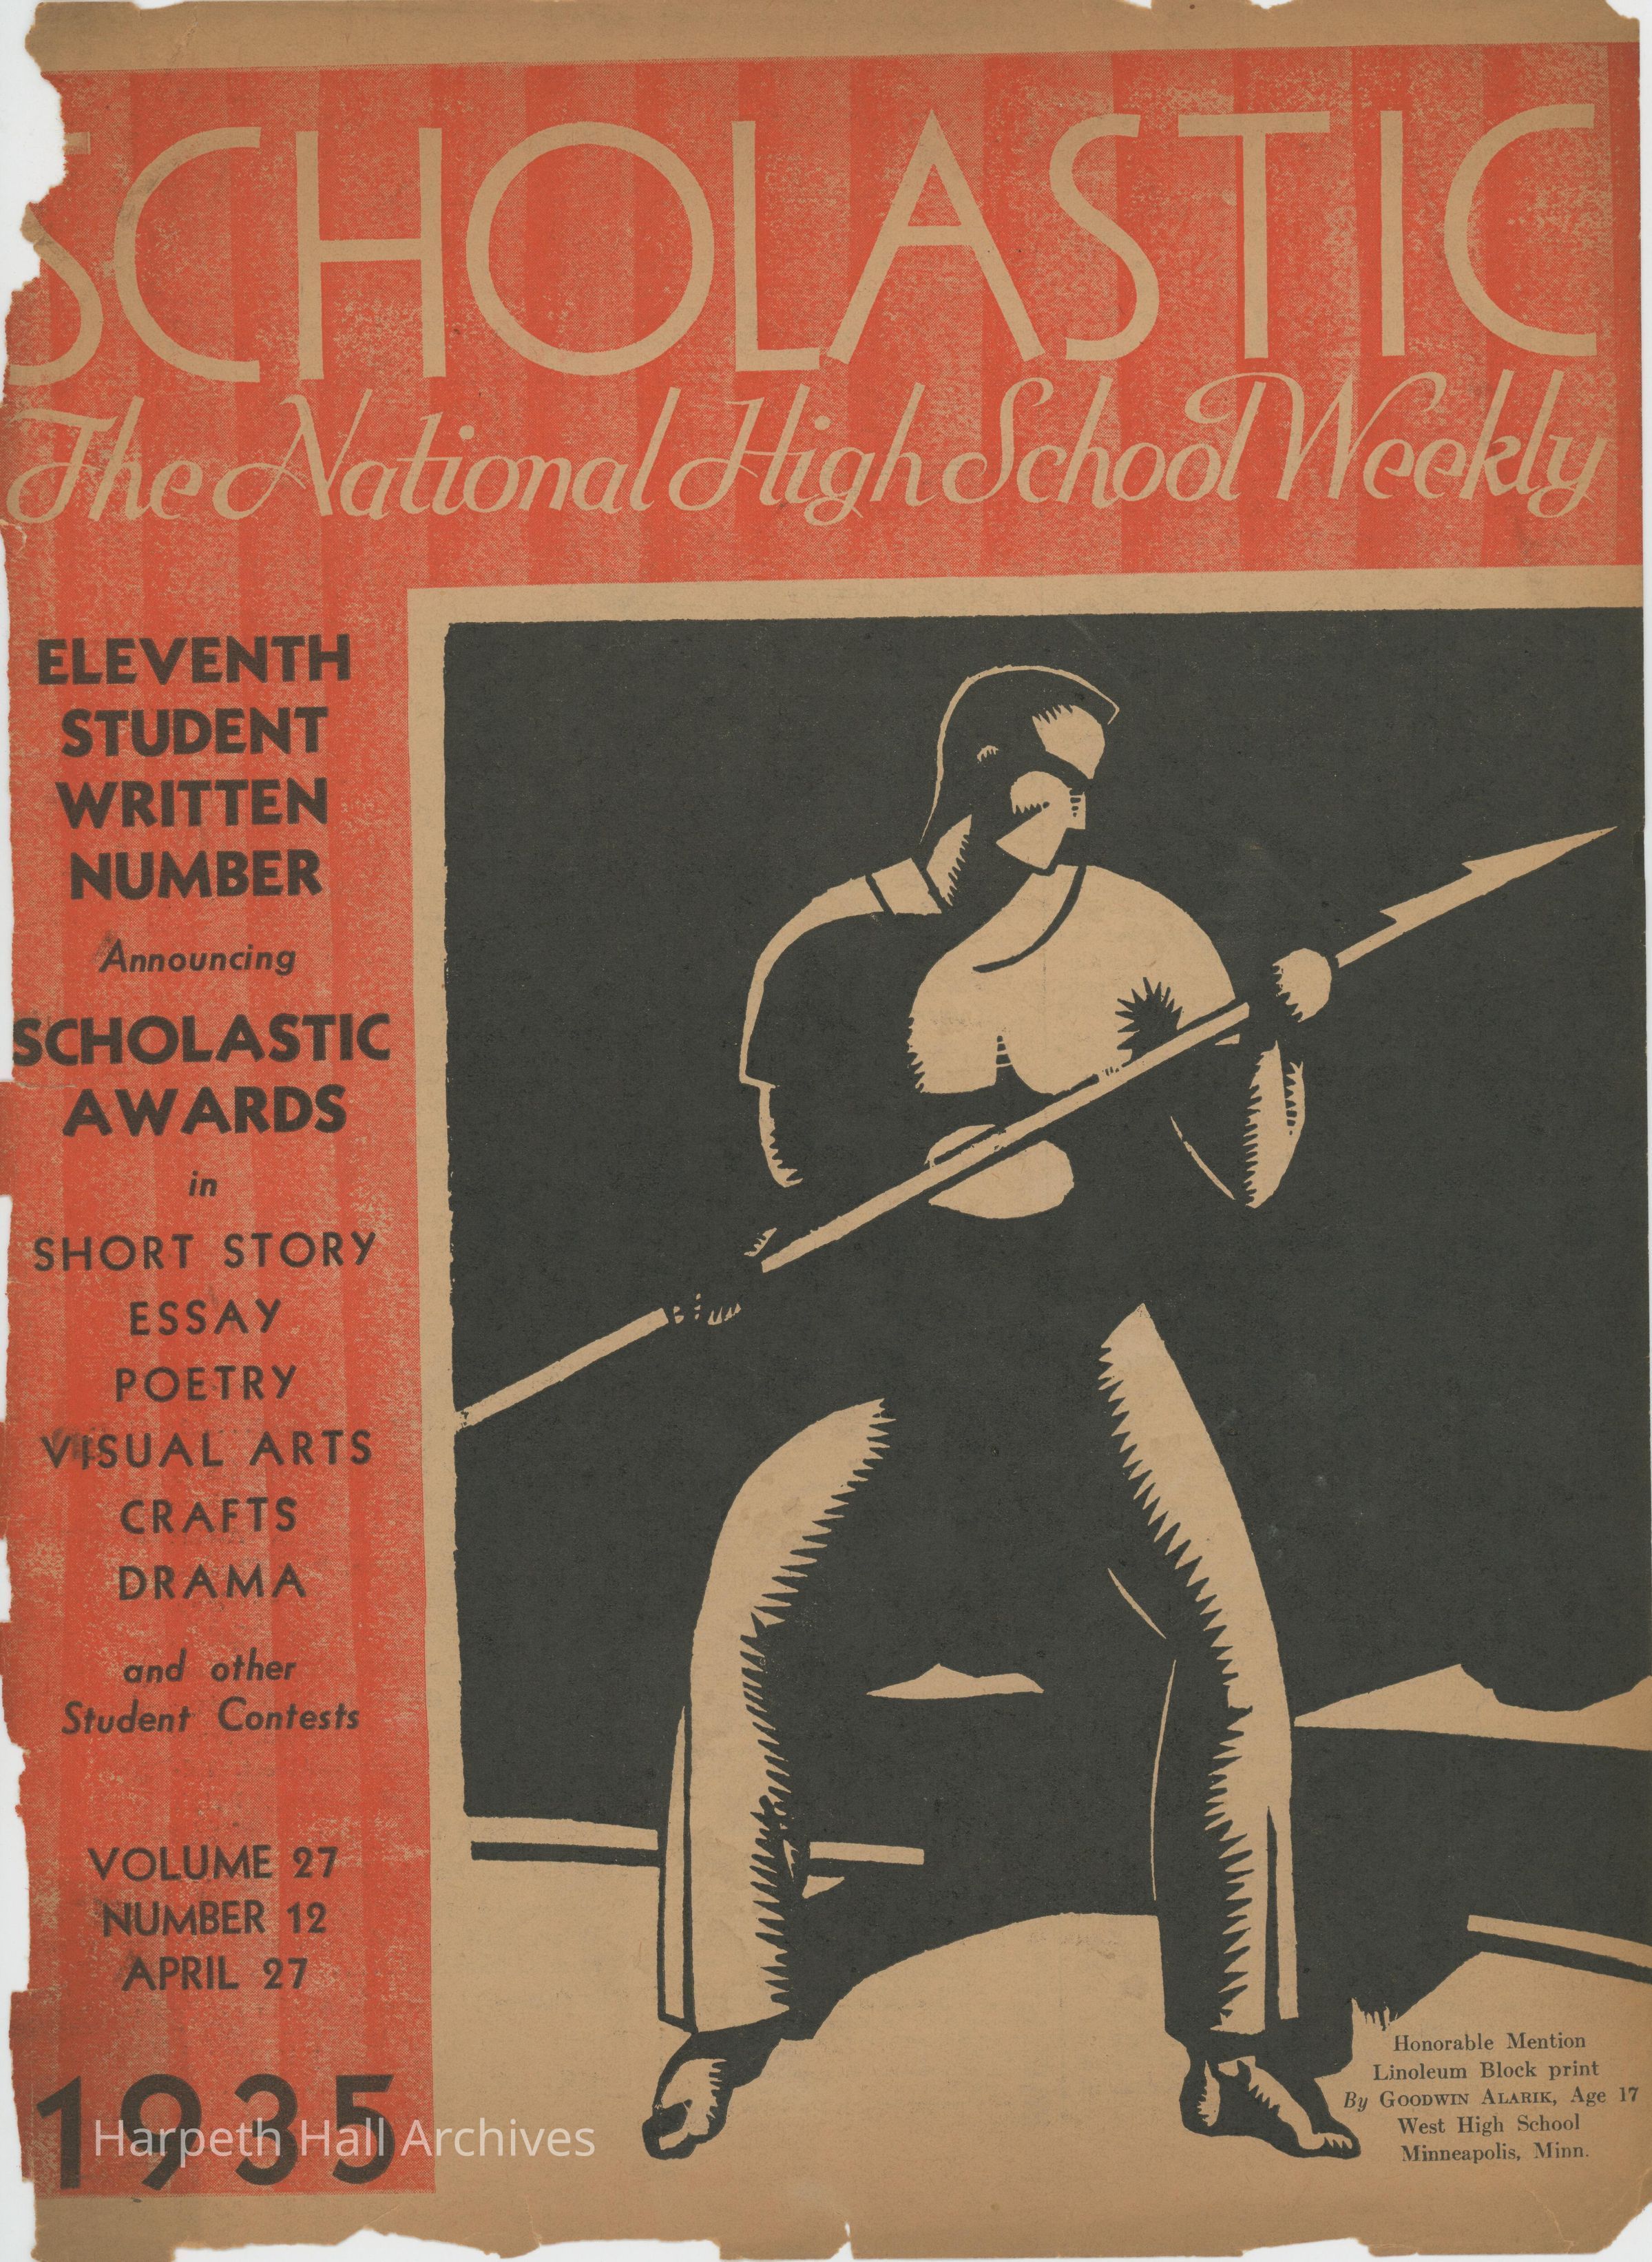 SCHOLASTIC
The National High School Weekly
ELEVENTH
STUDENT
WRITTEN
NUMBER
Announcing
SCHOLASTIC
AWARDS
in
SHORT STORY
ESSAY
POETRY
VISUAL ARTS
CRAFTS
DRAMA
and other
Student Contests
VOLUME 27
NUMBER 12
APRIL 27
1935
Harpeth Hall Archives
Honorable Mention
Linoleum Block print
By GOODWIN ALARIK, Age 17
West High School
Minneapolis, Minn.